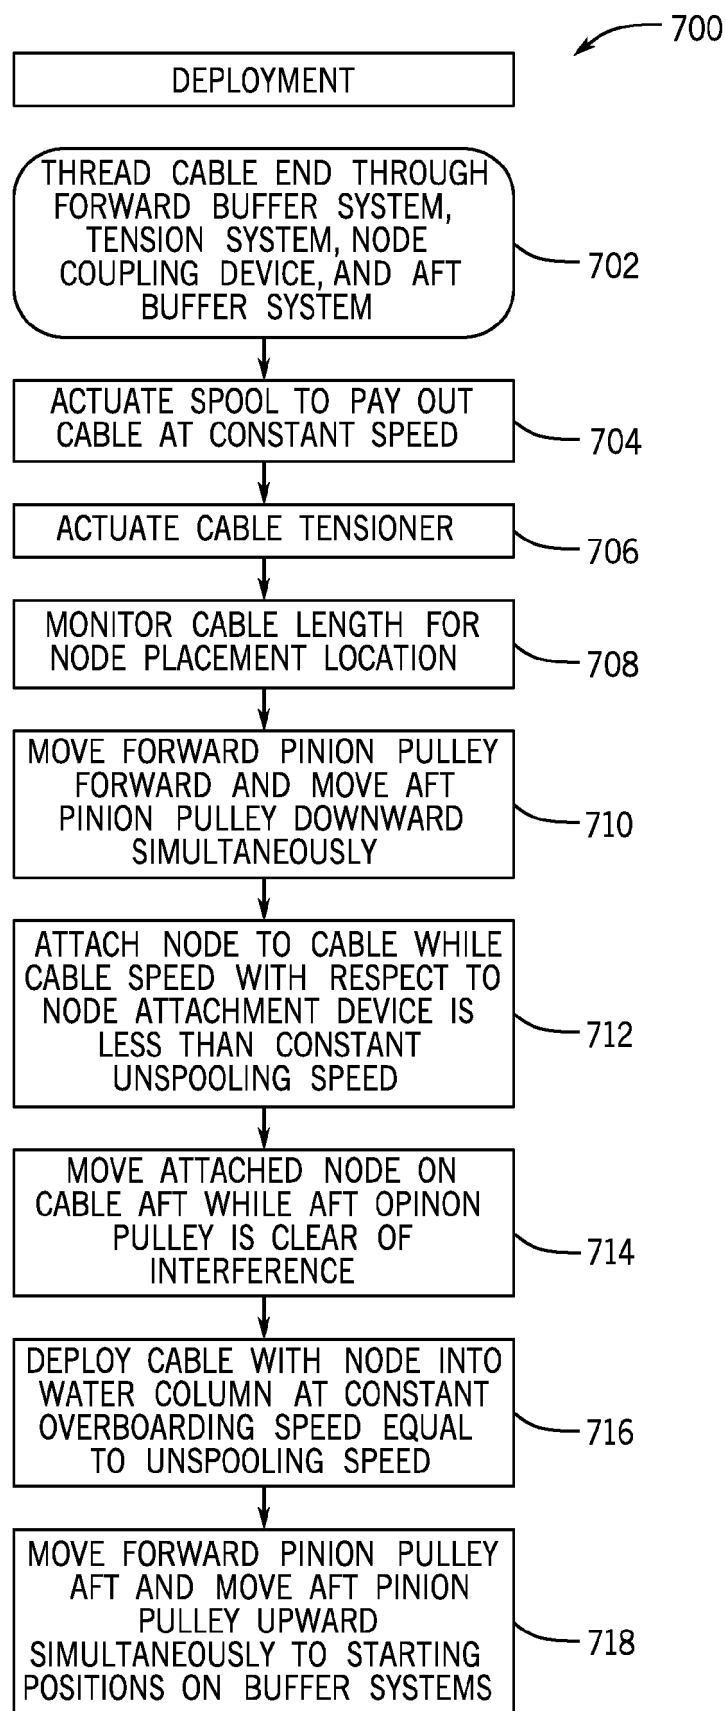 700
DEPLOYMENT
THREAD CABLE END THROUGH
FORWARD BUFFER SYSTEM,
TENSION SYSTEM, NODE
COUPLING DEVICE, AND AFT
BUFFER SYSTEM
702
ACTUATE SPOOL TO PAY OUT
CABLE AT CONSTANT SPEED
704
ACTUATE CABLE TENSIONER
706
MONITOR CABLE LENGTH FOR
NODE PLACEMENT LOCATION
708
MOVE FORWARD PINION PULLEY
FORWARD AND MOVE AFT
PINION PULLEY DOWNWARD
SIMULTANEOUSLY
710
ATTACH NODE TO CABLE WHILE
CABLE SPEED WITH RESPECT TO
NODE ATTACHMENT DEVICE IS
LESS THAN CONSTANT
UNSPOOLING SPEED
712
MOVE ATTACHED NODE ON
CABLE AFT WHILE AFT OPINON
PULLEY IS CLEAR OF
INTERFERENCE
714
DEPLOY CABLE WITH NODE INTO
WATER COLUMN AT CONSTANT
OVERBOARDING SPEED EQUAL
TO UNSPOOLING SPEED
716
MOVE FORWARD PINION PULLEY
AFT AND MOVE AFT PINION
PULLEY UPWARD
SIMULTANEOUSLY TO STARTING
POSITIONS ON BUFFER SYSTEMS
718